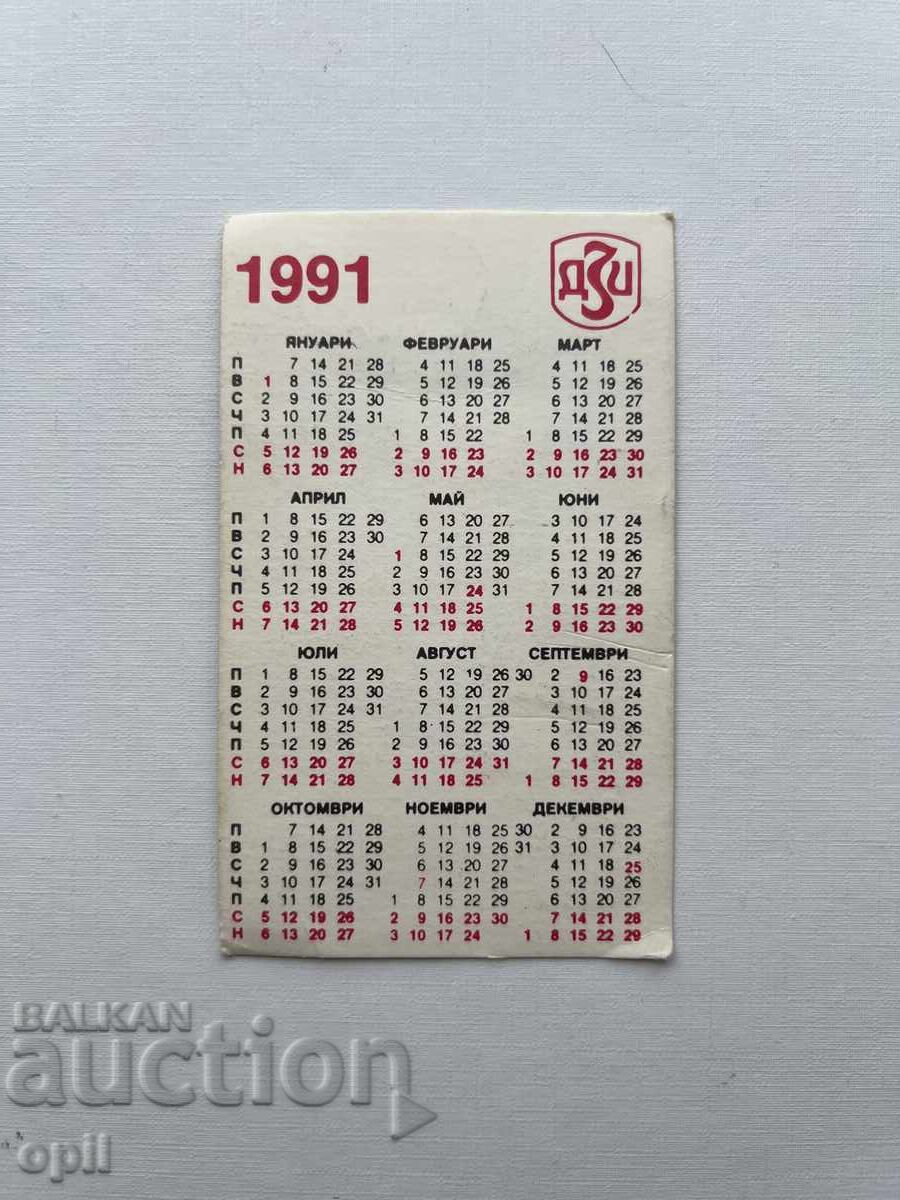 1991 ДЗИ
ЯНУАРИ ФЕВРУАРИ МАРТ
П 7 14 21 28 4 11 18 25 4 11 18 25
В 1 8 15 22 29 5 12 19 26 5 12 19 26
С 2 9 16 23 30 6 13 20 27 6 13 20 27
Ч 3 10 17 24 31 7 14 21 28 7 14 21 28
П 4 11 18 25 1 8 15 22 1 8 15 22 29
С 5 12 19 26 2 9 16 23 2 9 16 23 30
Н 6 13 20 27 3 10 17 24 3 10 17 24 31
АПРИЛ МАЙ ЮНИ
П 1 8 15 22 29 6 13 20 27 3 10 17 24
В 2 9 16 23 30 7 14 21 28 4 11 18 25
С 3 10 17 24 1 8 15 22 29 5 12 19 26
Ч 4 11 18 25 2 9 16 23 30 6 13 20 27
П 5 12 19 26 3 10 17 24 31 7 14 21 28
С 6 13 20 27 4 11 18 25 1 8 15 22 29
Н 7 14 21 28 5 12 19 26 2 9 16 23 30
ЮЛИ АВГУСТ СЕПТЕМВРИ
П 1 8 15 22 29 5 12 19 26 30 2 9 16 23
В 2 9 16 23 30 6 13 20 27 3 10 17 24
С 3 10 17 24 31 7 14 21 28 4 11 18 25
Ч 4 11 18 25 1 8 15 22 29 5 12 19 26
П 5 12 19 26 2 9 16 23 30 6 13 20 27
С 6 13 20 27 3 10 17 24 31 7 14 21 28
Н 7 14 21 28 4 11 18 25 1 8 15 22 29
ОКТОМВРИ НОЕМВРИ ДЕКЕМВРИ
П 7 14 21 28 4 11 18 25 30 2 9 16 23
В 1 8 15 22 29 5 12 19 26 31 3 10 17 24
С 2 9 16 23 30 6 13 20 27 4 11 18 25
Ч 3 10 17 24 31 7 14 21 28 5 12 19 26
П 4 11 18 25 1 8 15 22 29 6 13 20 27
С 5 12 19 26 2 9 16 23 30 7 14 21 28
Н 6 13 20 27 3 10 17 24 1 8 15 22 29
BALKAN
auction
opil